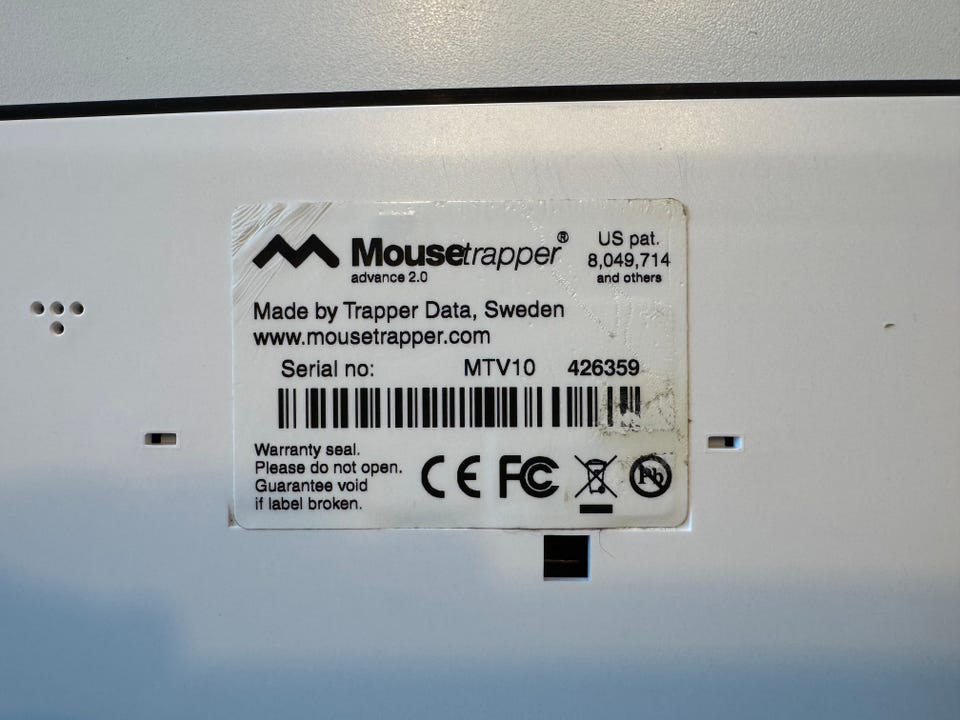 Mousetrapper®
advance 2.0
US pat.
8,049,714
and others
Made by Trapper Data, Sweden
www.mousetrapper.com
Serial no: MTV10 426359
Warranty seal.
Please do not open.
Guarantee void
if label broken.
CE FC Pb